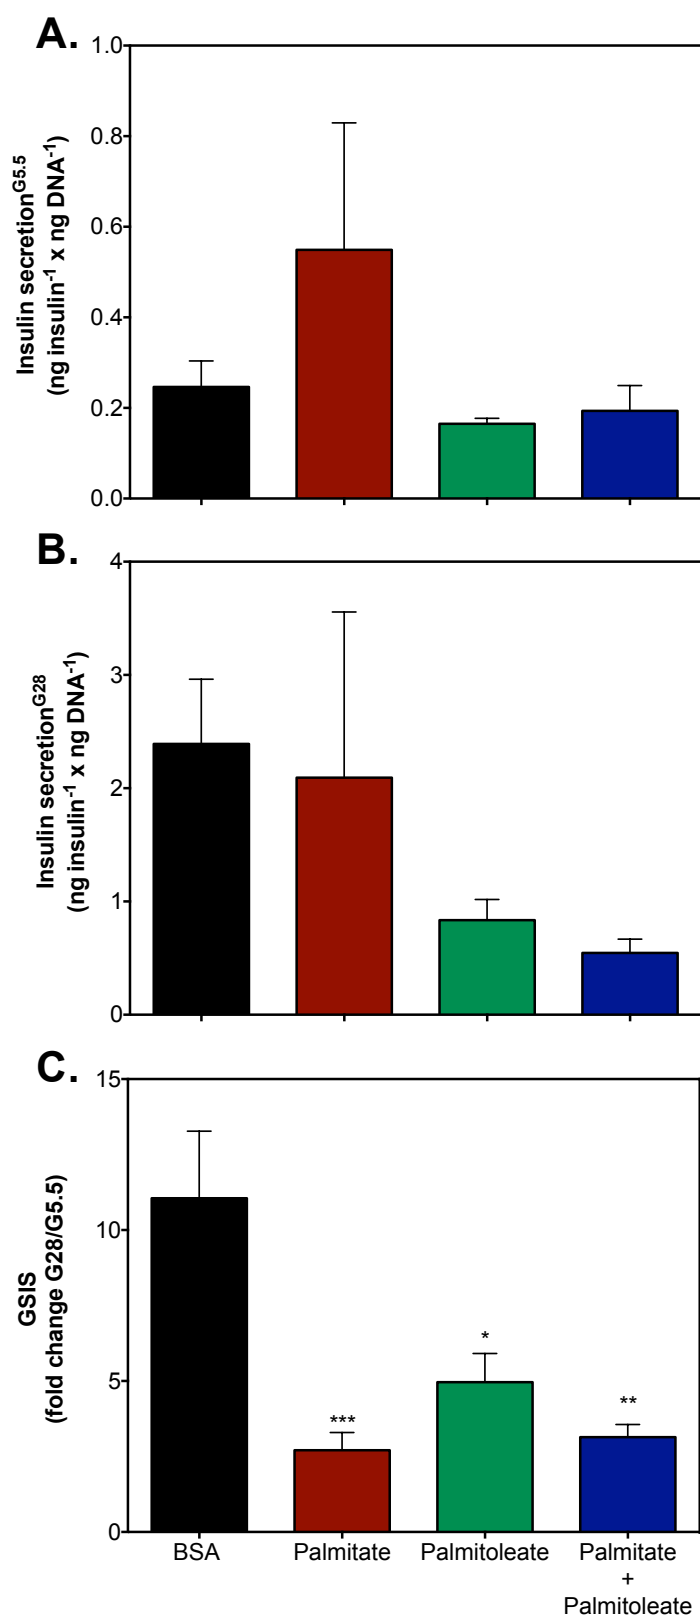 A.
Insulin secretion^G5.5
(ng insulin^-1 x ng DNA^-1)
1.0
0.8
0.6
0.4
0.2
0.0
B.
Insulin secretion^G28
(ng insulin^-1 x ng DNA^-1)
4
3
2
1
0
C.
GSIS
(fold change G28/G5.5)
15
10
5
0
***
*
**
BSA
Palmitate
Palmitoleate
Palmitate
+
Palmitoleate